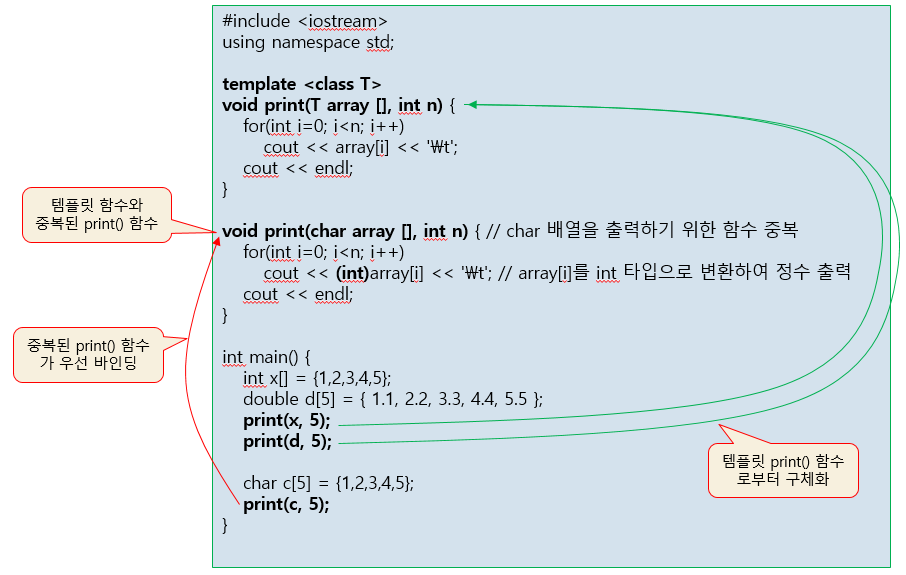 #include <iostream>
using namespace std;
template <class T>
void print(T array [], int n) {
for(int i=0; i<n; i++)
cout << array[i] << '₩t';
cout << endl;
}
템플릿 함수와
중복된 print() 함수
void print(char array [], int n) { // char 배열을 출력하기 위한 함수 중복
for(int i=0; i<n; i++)
cout << (int)array[i] << '₩t'; // array[i]를 int 타입으로 변환하여 정수 출력
cout << endl;
}
중복된 print() 함수
가 우선 바인딩
int main() {
int x[] = {1,2,3,4,5};
double d[5] = { 1.1, 2.2, 3.3, 4.4, 5.5 };
print(x, 5);
print(d, 5);
템플릿 print() 함수
로부터 구체화
char c[5] = {1,2,3,4,5};
print(c, 5);
}